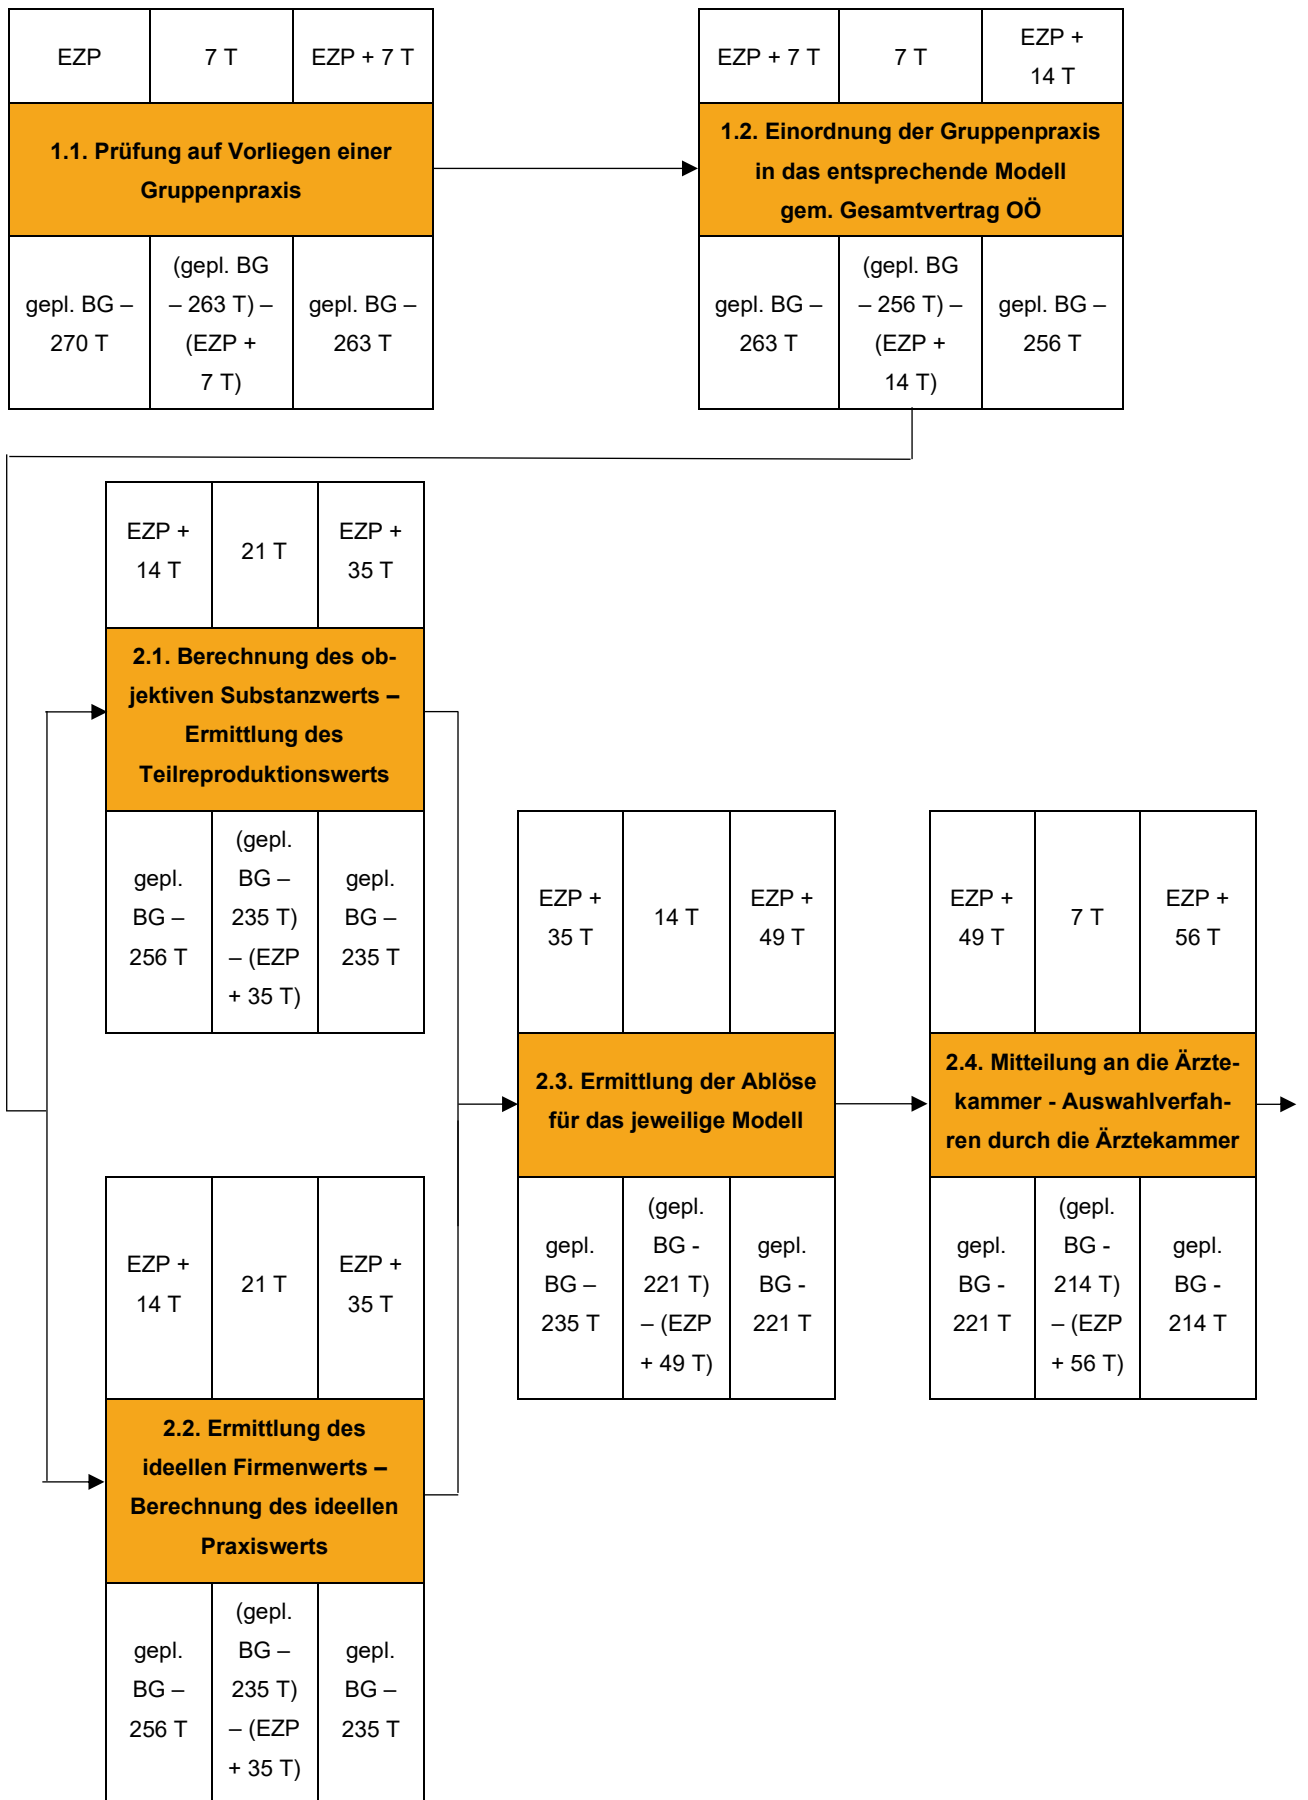 EZP
7 T
EZP + 7 T
1.1. Prüfung auf Vorliegen einer
Gruppenpraxis
gepl. BG –
270 T
(gepl. BG
– 263 T) –
(EZP +
7 T)
gepl. BG –
263 T
EZP + 7 T
7 T
EZP +
14 T
1.2. Einordnung der Gruppenpraxis
in das entsprechende Modell
gem. Gesamtvertrag OÖ
gepl. BG –
263 T
(gepl. BG
– 256 T) –
(EZP +
14 T)
gepl. BG –
256 T
EZP +
14 T
21 T
EZP +
35 T
2.1. Berechnung des ob-
jektiven Substanzwerts –
Ermittlung des
Teilreproduktionswerts
gepl.
BG –
256 T
(gepl.
BG –
235 T)
– (EZP
+ 35 T)
gepl.
BG –
235 T
EZP +
14 T
21 T
EZP +
35 T
2.2. Ermittlung des
ideellen Firmenwerts –
Berechnung des ideellen
Praxiswerts
gepl.
BG –
256 T
(gepl.
BG –
235 T)
– (EZP
+ 35 T)
gepl.
BG –
235 T
EZP +
35 T
14 T
EZP +
49 T
2.3. Ermittlung der Ablöse
für das jeweilige Modell
gepl.
BG –
235 T
(gepl.
BG -
221 T)
– (EZP
+ 49 T)
gepl.
BG -
221 T
EZP +
49 T
7 T
EZP +
56 T
2.4. Mitteilung an die Ärzte-
kammer - Auswahlverfah-
ren durch die Ärztekammer
gepl.
BG -
221 T
(gepl.
BG -
214 T)
– (EZP
+ 56 T)
gepl.
BG -
214 T